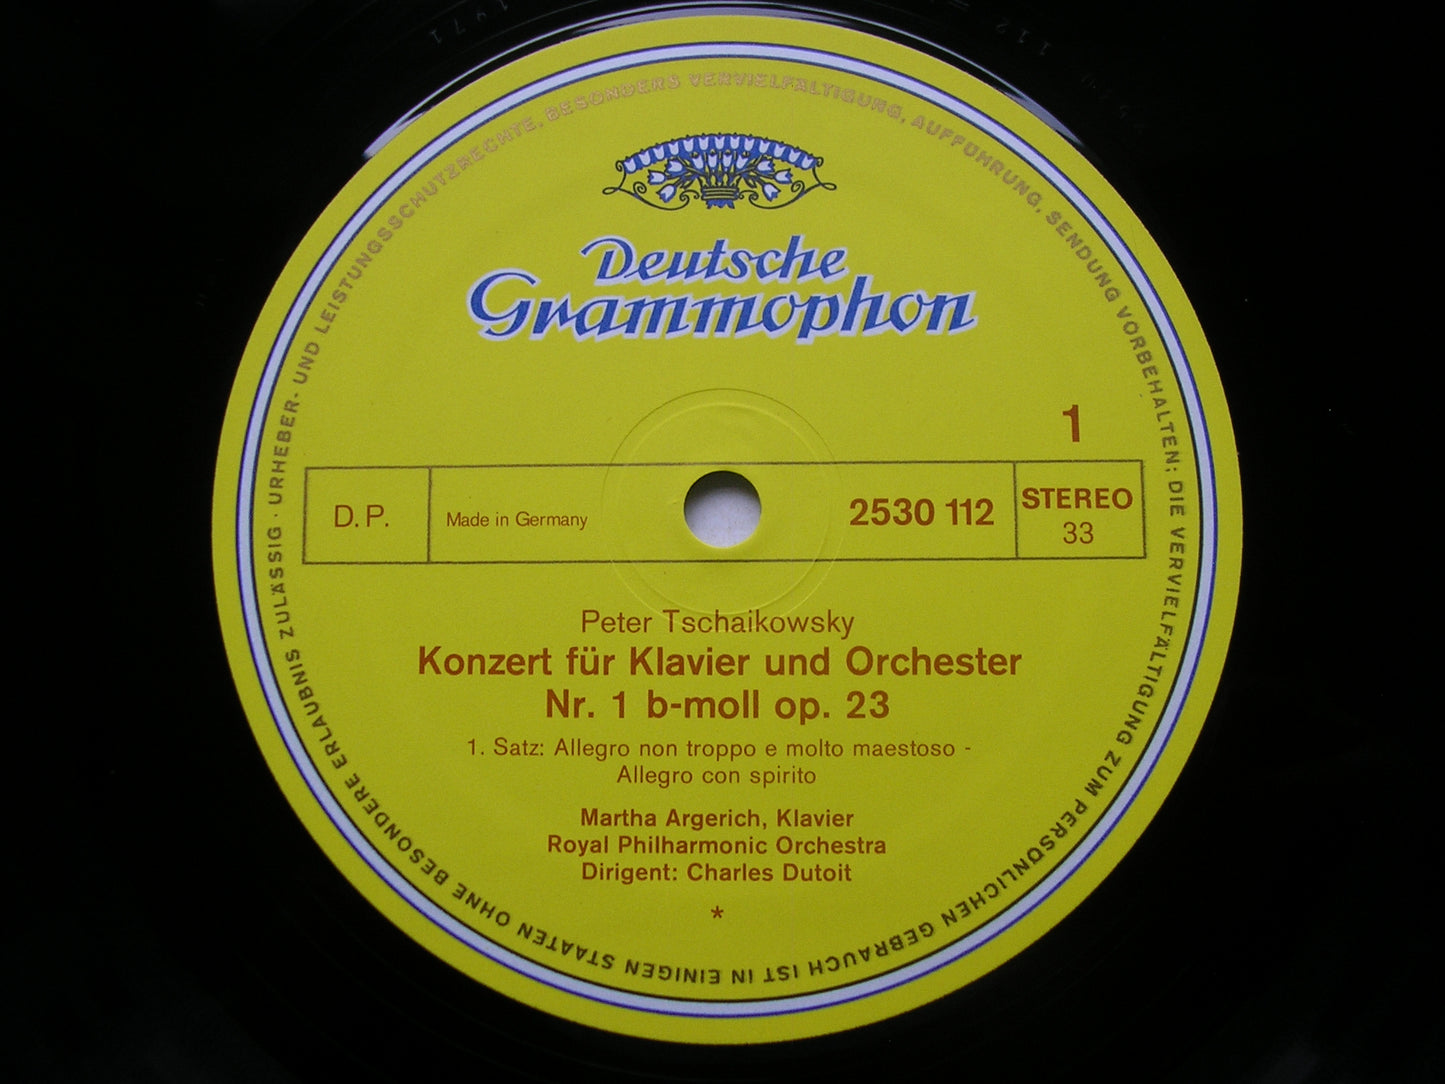 1971
112 =
URHEBER- UND LEISTUNGSSCHUTZRECHTE, BESONDERS VERVIELFÄLTIGUNG, AUFFÜHRUNG, SENDUNG VORBEHALTEN; DIE VERVIELFÄLTIGUNG ZUM PERSÖNLICHEN GEBRAUCH IST IN EINIGEN STAATEN OHNE BESONDERE ERLAUBNIS ZULÄSSIG ·
Deutsche
Grammophon
1
D.P.
Made in Germany
2530 112
STEREO
33
Peter Tschaikowsky
Konzert für Klavier und Orchester
Nr. 1 b-moll op. 23
1. Satz: Allegro non troppo e molto maestoso -
Allegro con spirito
Martha Argerich, Klavier
Royal Philharmonic Orchestra
Dirigent: Charles Dutoit
*